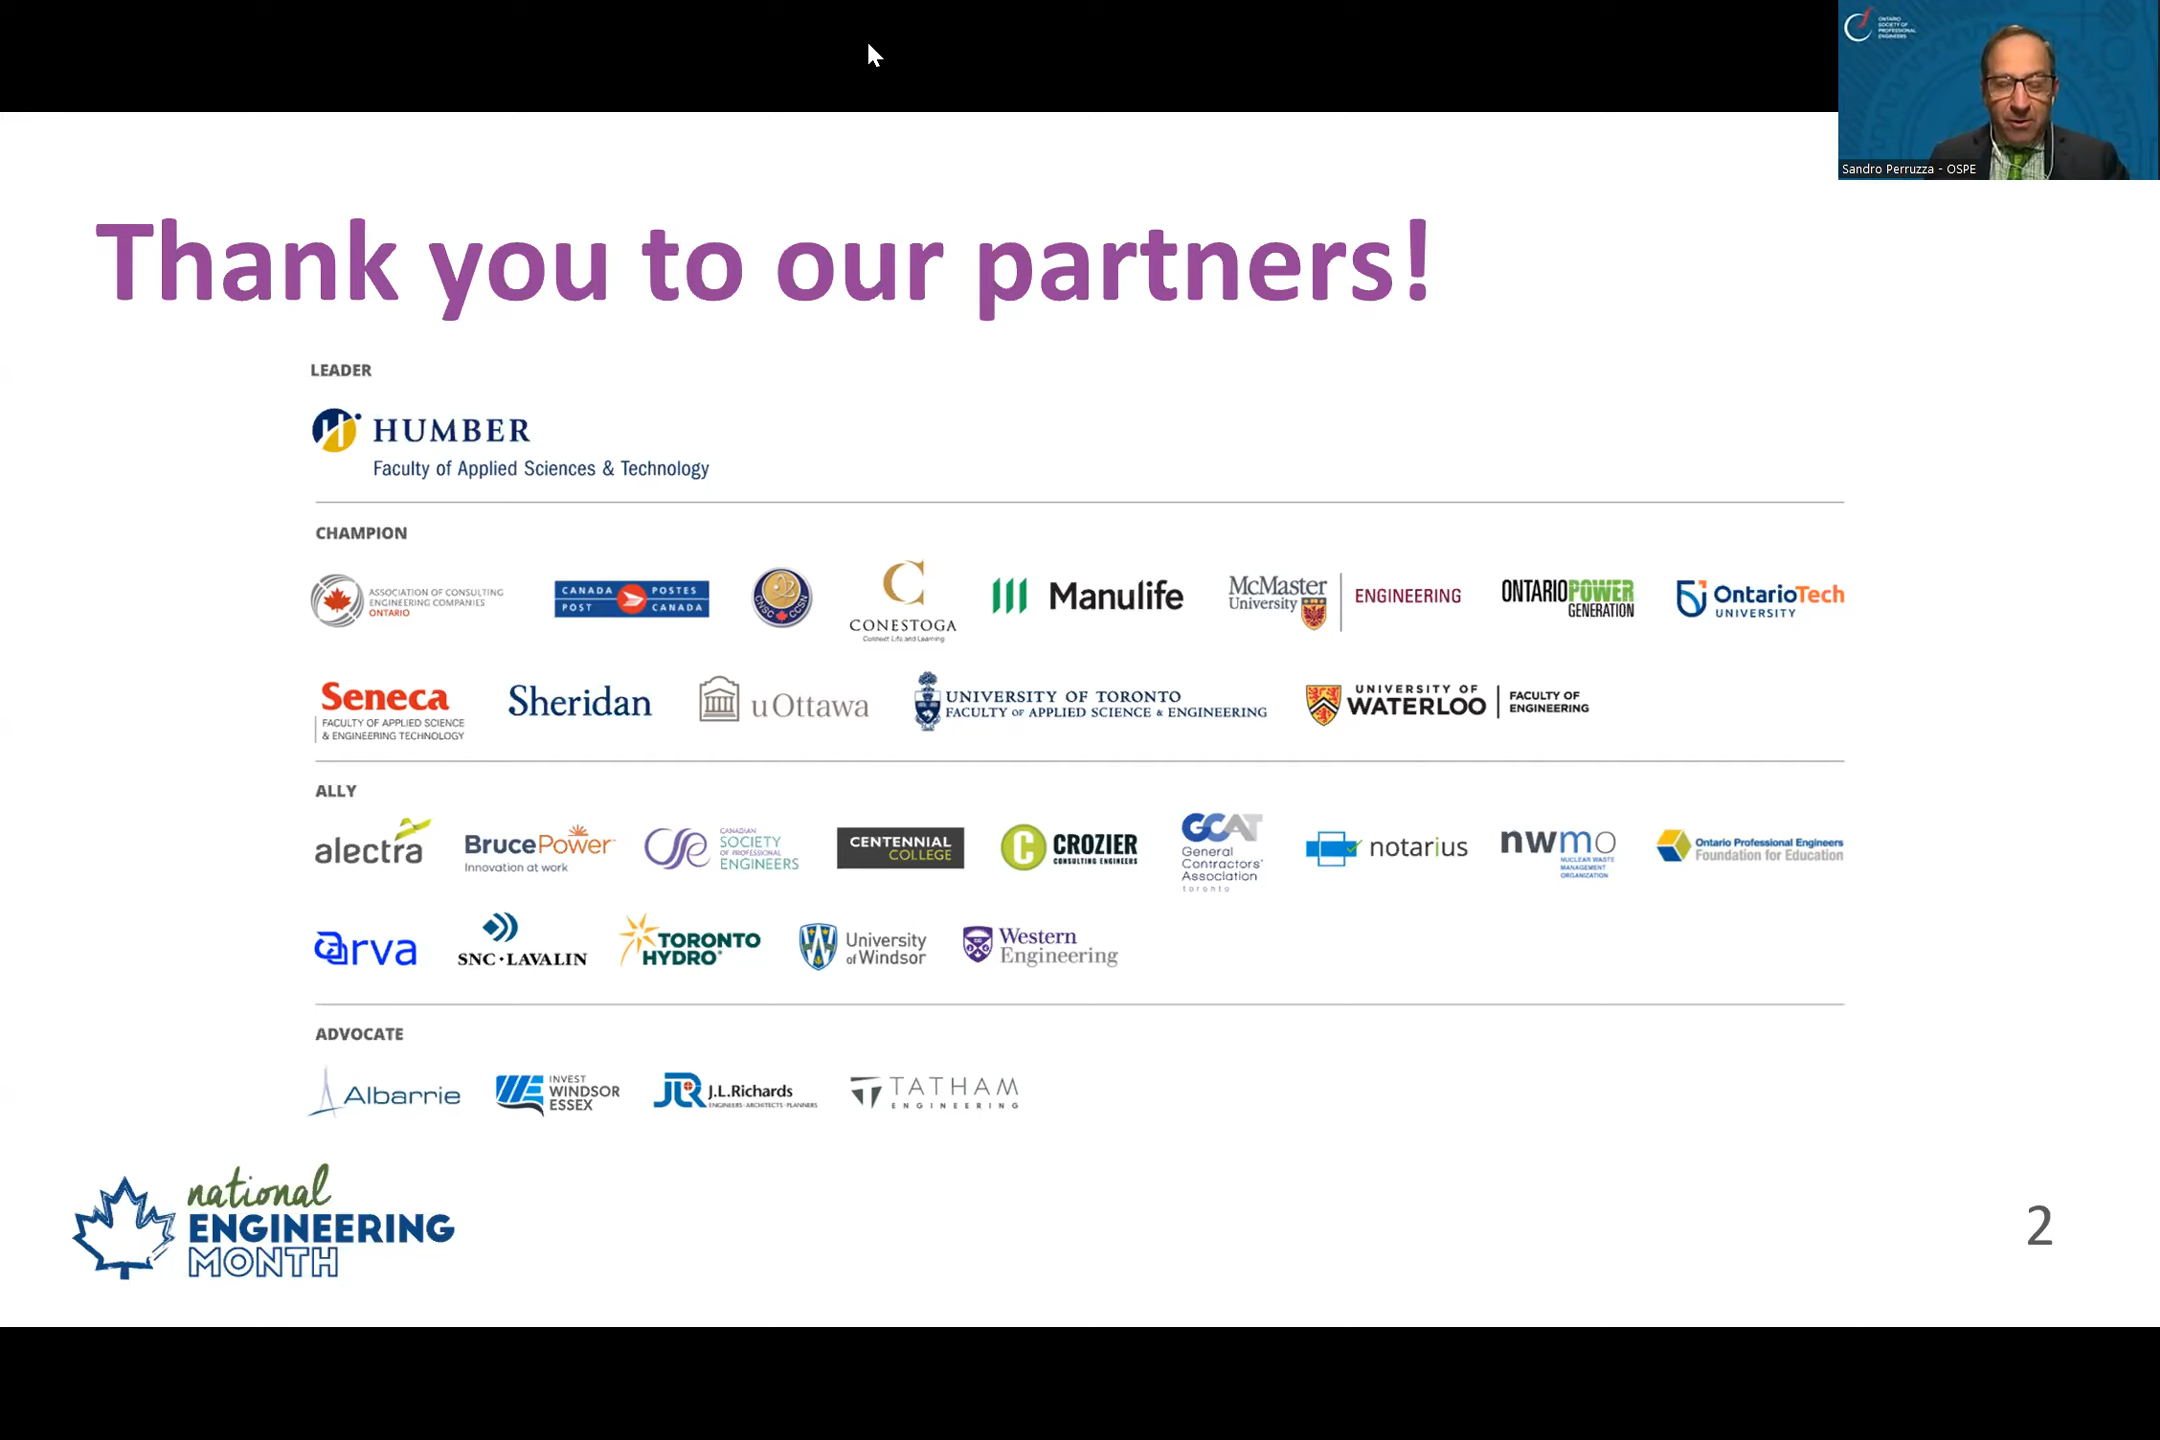 ONTARIO
SOCIETY OF
PROFESSIONAL
ENGINEERS
Sandro Perruzza - OSPE
Thank you to our partners!
LEADER
HUMBER
Faculty of Applied Sciences & Technology
CHAMPION
ASSOCIATION OF CONSULTING
ENGINEERING COMPANIES
ONTARIO
CANADA POSTES
POST CANADA
CNSC CCSN
CONESTOGA
Connect Life and Learning
Manulife
McMaster
University
ENGINEERING
ONTARIOPOWER
GENERATION
OntarioTech
UNIVERSITY
Seneca
FACULTY OF APPLIED SCIENCE
& ENGINEERING TECHNOLOGY
Sheridan
uOttawa
UNIVERSITY OF TORONTO
FACULTY OF APPLIED SCIENCE & ENGINEERING
UNIVERSITY OF
WATERLOO
FACULTY OF
ENGINEERING
ALLY
alectra
BrucePower
Innovation at work
CANADIAN
SOCIETY
OF PROFESSIONAL
ENGINEERS
CENTENNIAL
COLLEGE
CROZIER
CONSULTING ENGINEERS
GCAT
General
Contractors'
Association
toronto
notarius
nwmo
NUCLEAR WASTE
MANAGEMENT
ORGANIZATION
Ontario Professional Engineers
Foundation for Education
arva
SNC·LAVALIN
TORONTO
HYDRO
University
of Windsor
Western
Engineering
ADVOCATE
Albarrie
INVEST
WINDSOR
ESSEX
JLR
J.L.Richards
ENGINEERS·ARCHITECTS·PLANNERS
TATHAM
ENGINEERING
national
ENGINEERING
MONTH
2